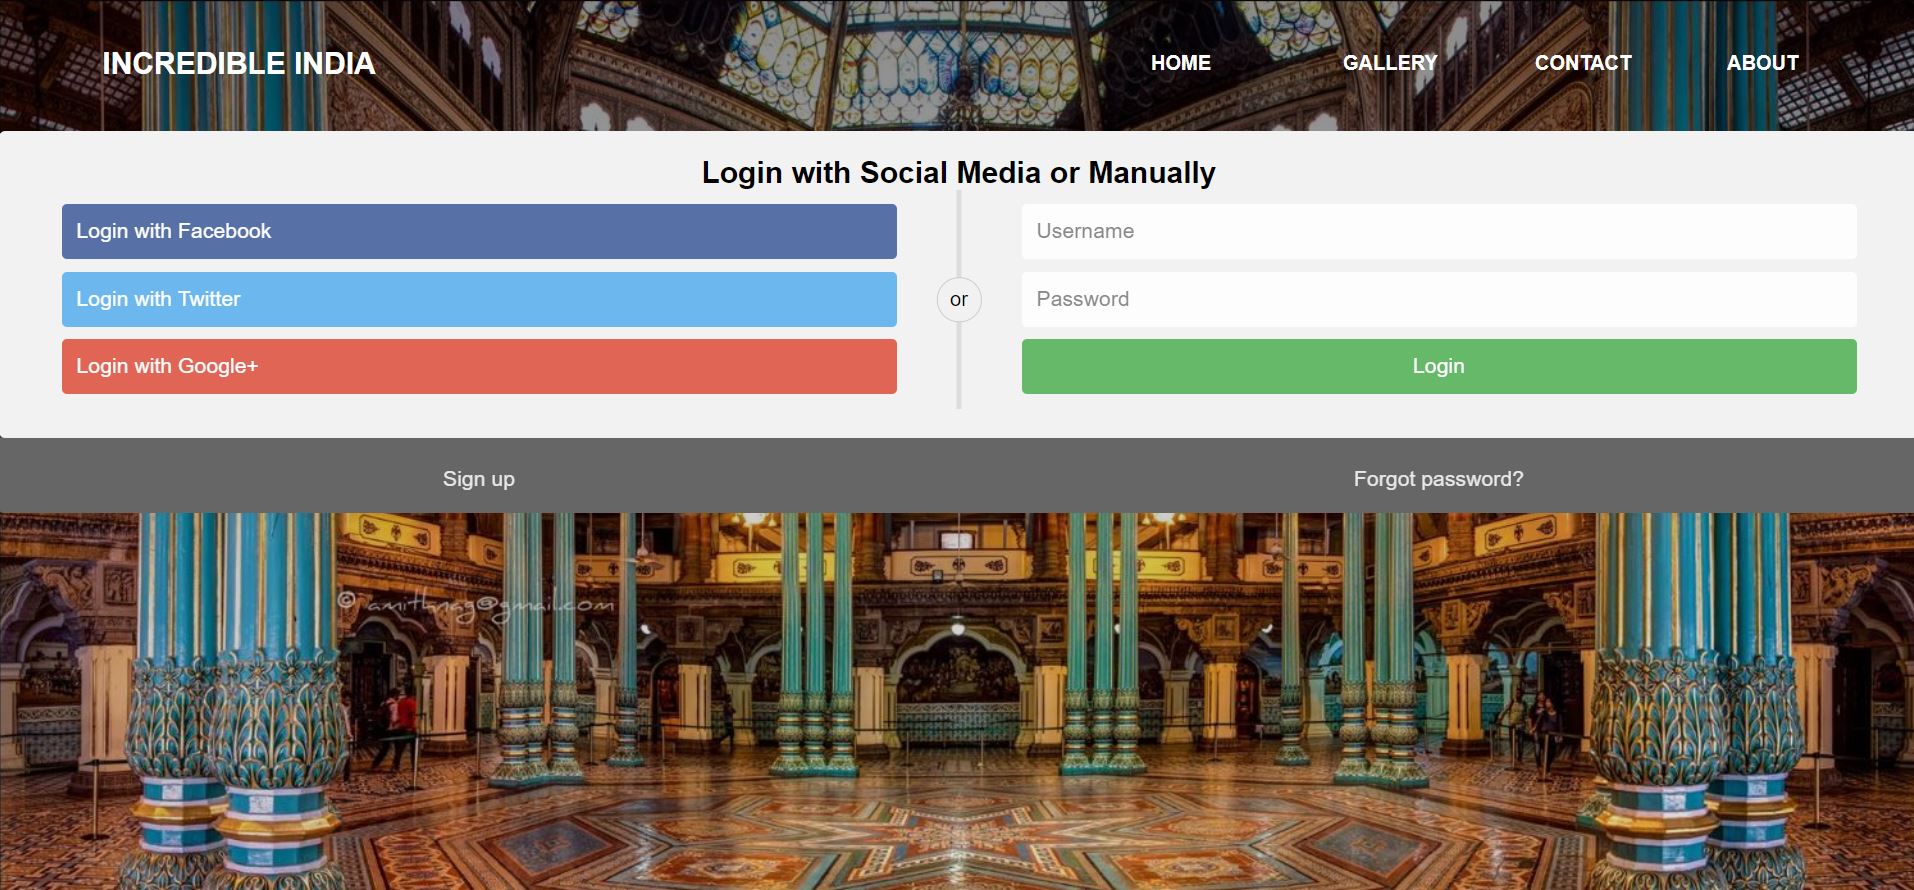 INCREDIBLE INDIA
HOME GALLERY CONTACT ABOUT
Login with Social Media or Manually
Login with Facebook
Login with Twitter
Login with Google+
or
Username
Password
Login
Sign up
Forgot password?
© amithnag@gmail.com